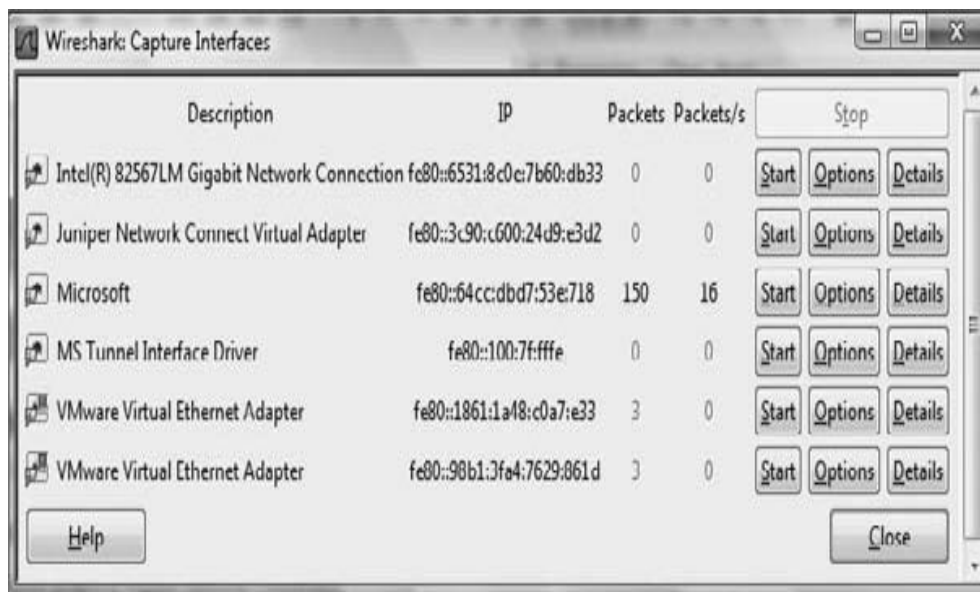 Wireshark: Capture Interfaces
Description IP Packets Packets/s Stop
Intel(R) 82567LM Gigabit Network Connection fe80::6531:8c0c:7b60:db33 0 0 Start Options Details
Juniper Network Connect Virtual Adapter fe80::3c90:c600:24d9:e3d2 0 0 Start Options Details
Microsoft fe80::64cc:dbd7:53e:718 150 16 Start Options Details
MS Tunnel Interface Driver fe80::100:7f:fffe 0 0 Start Options Details
VMware Virtual Ethernet Adapter fe80::1861:1a48:c0a7:e33 3 0 Start Options Details
VMware Virtual Ethernet Adapter fe80::98b1:3fa4:7629:861d 3 0 Start Options Details
Help Close